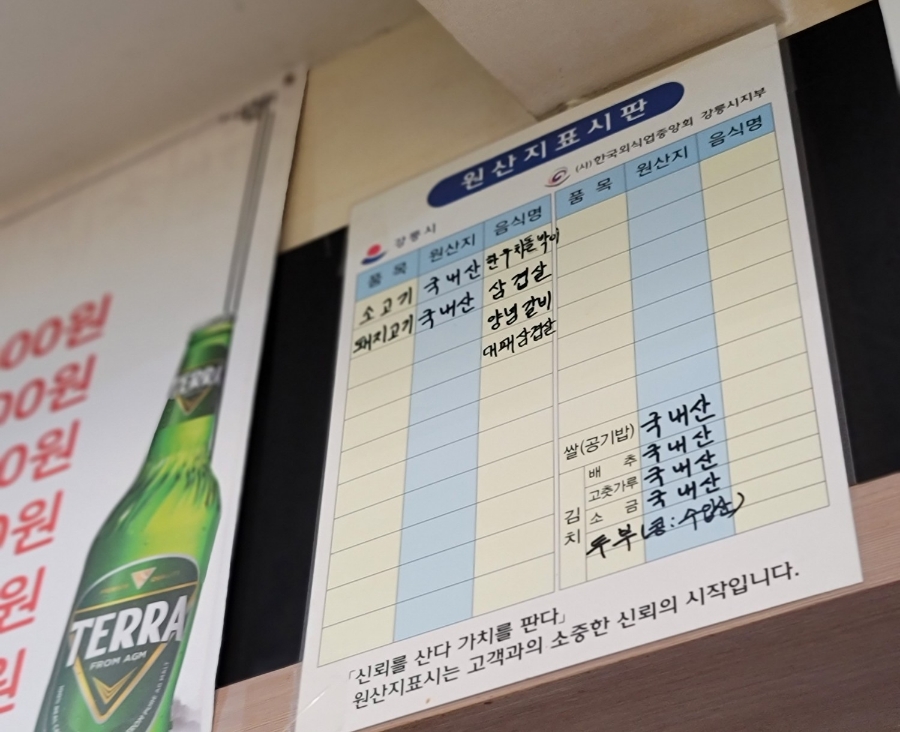 원산지표시판
강릉시
(사)한국외식업중앙회 강릉시지부
품 목 원산지 음식명
소고기 국내산 한우차돌박이
돼지고기 국내산 삼겹살
양념갈비
대패삼겹살
품 목 원산지 음식명
쌀(공기밥) 국내산
김치
배 추 국내산
고춧가루 국내산
소 금 국내산
두부(콩:수입산)
「신뢰를 산다 가치를 판다」
원산지표시는 고객과의 소중한 신뢰의 시작입니다.
00원
00원
0원
0원
원
원
TERRA
TERRA
FROM AGM